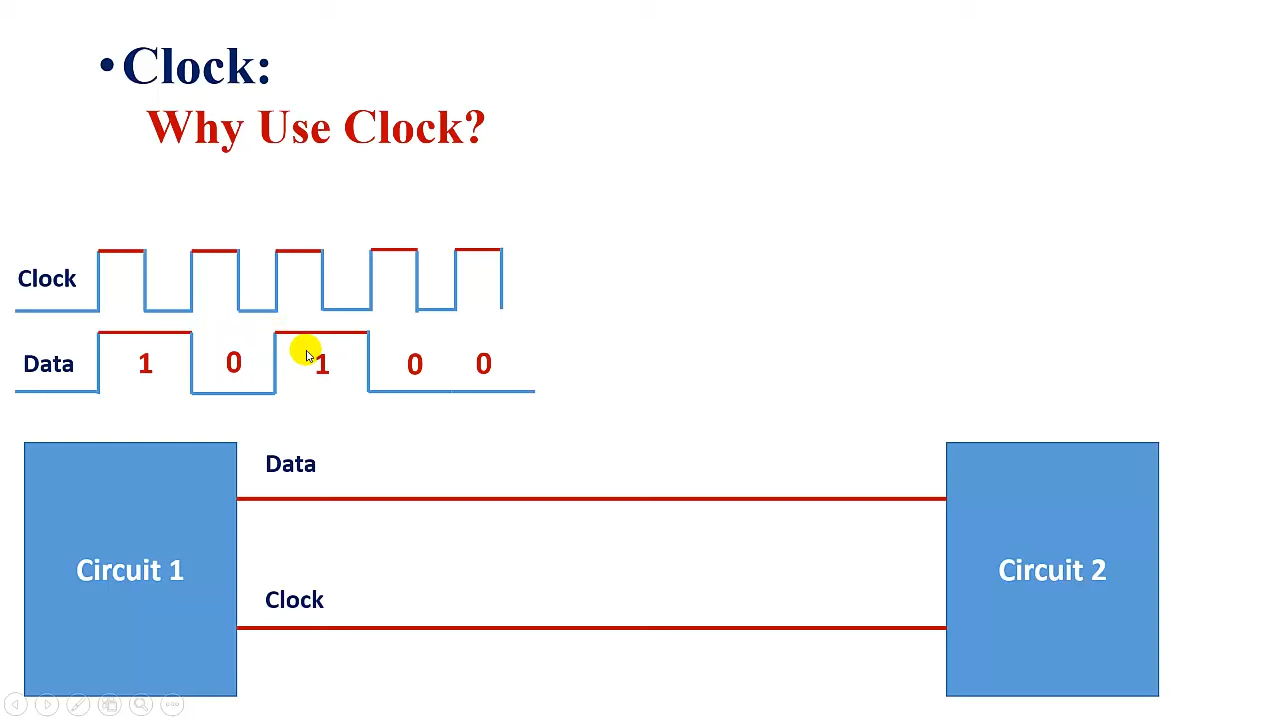 • Clock:
Why Use Clock?
Clock
Data 1 0 1 0 0
Data
Circuit 1
Circuit 2
Clock